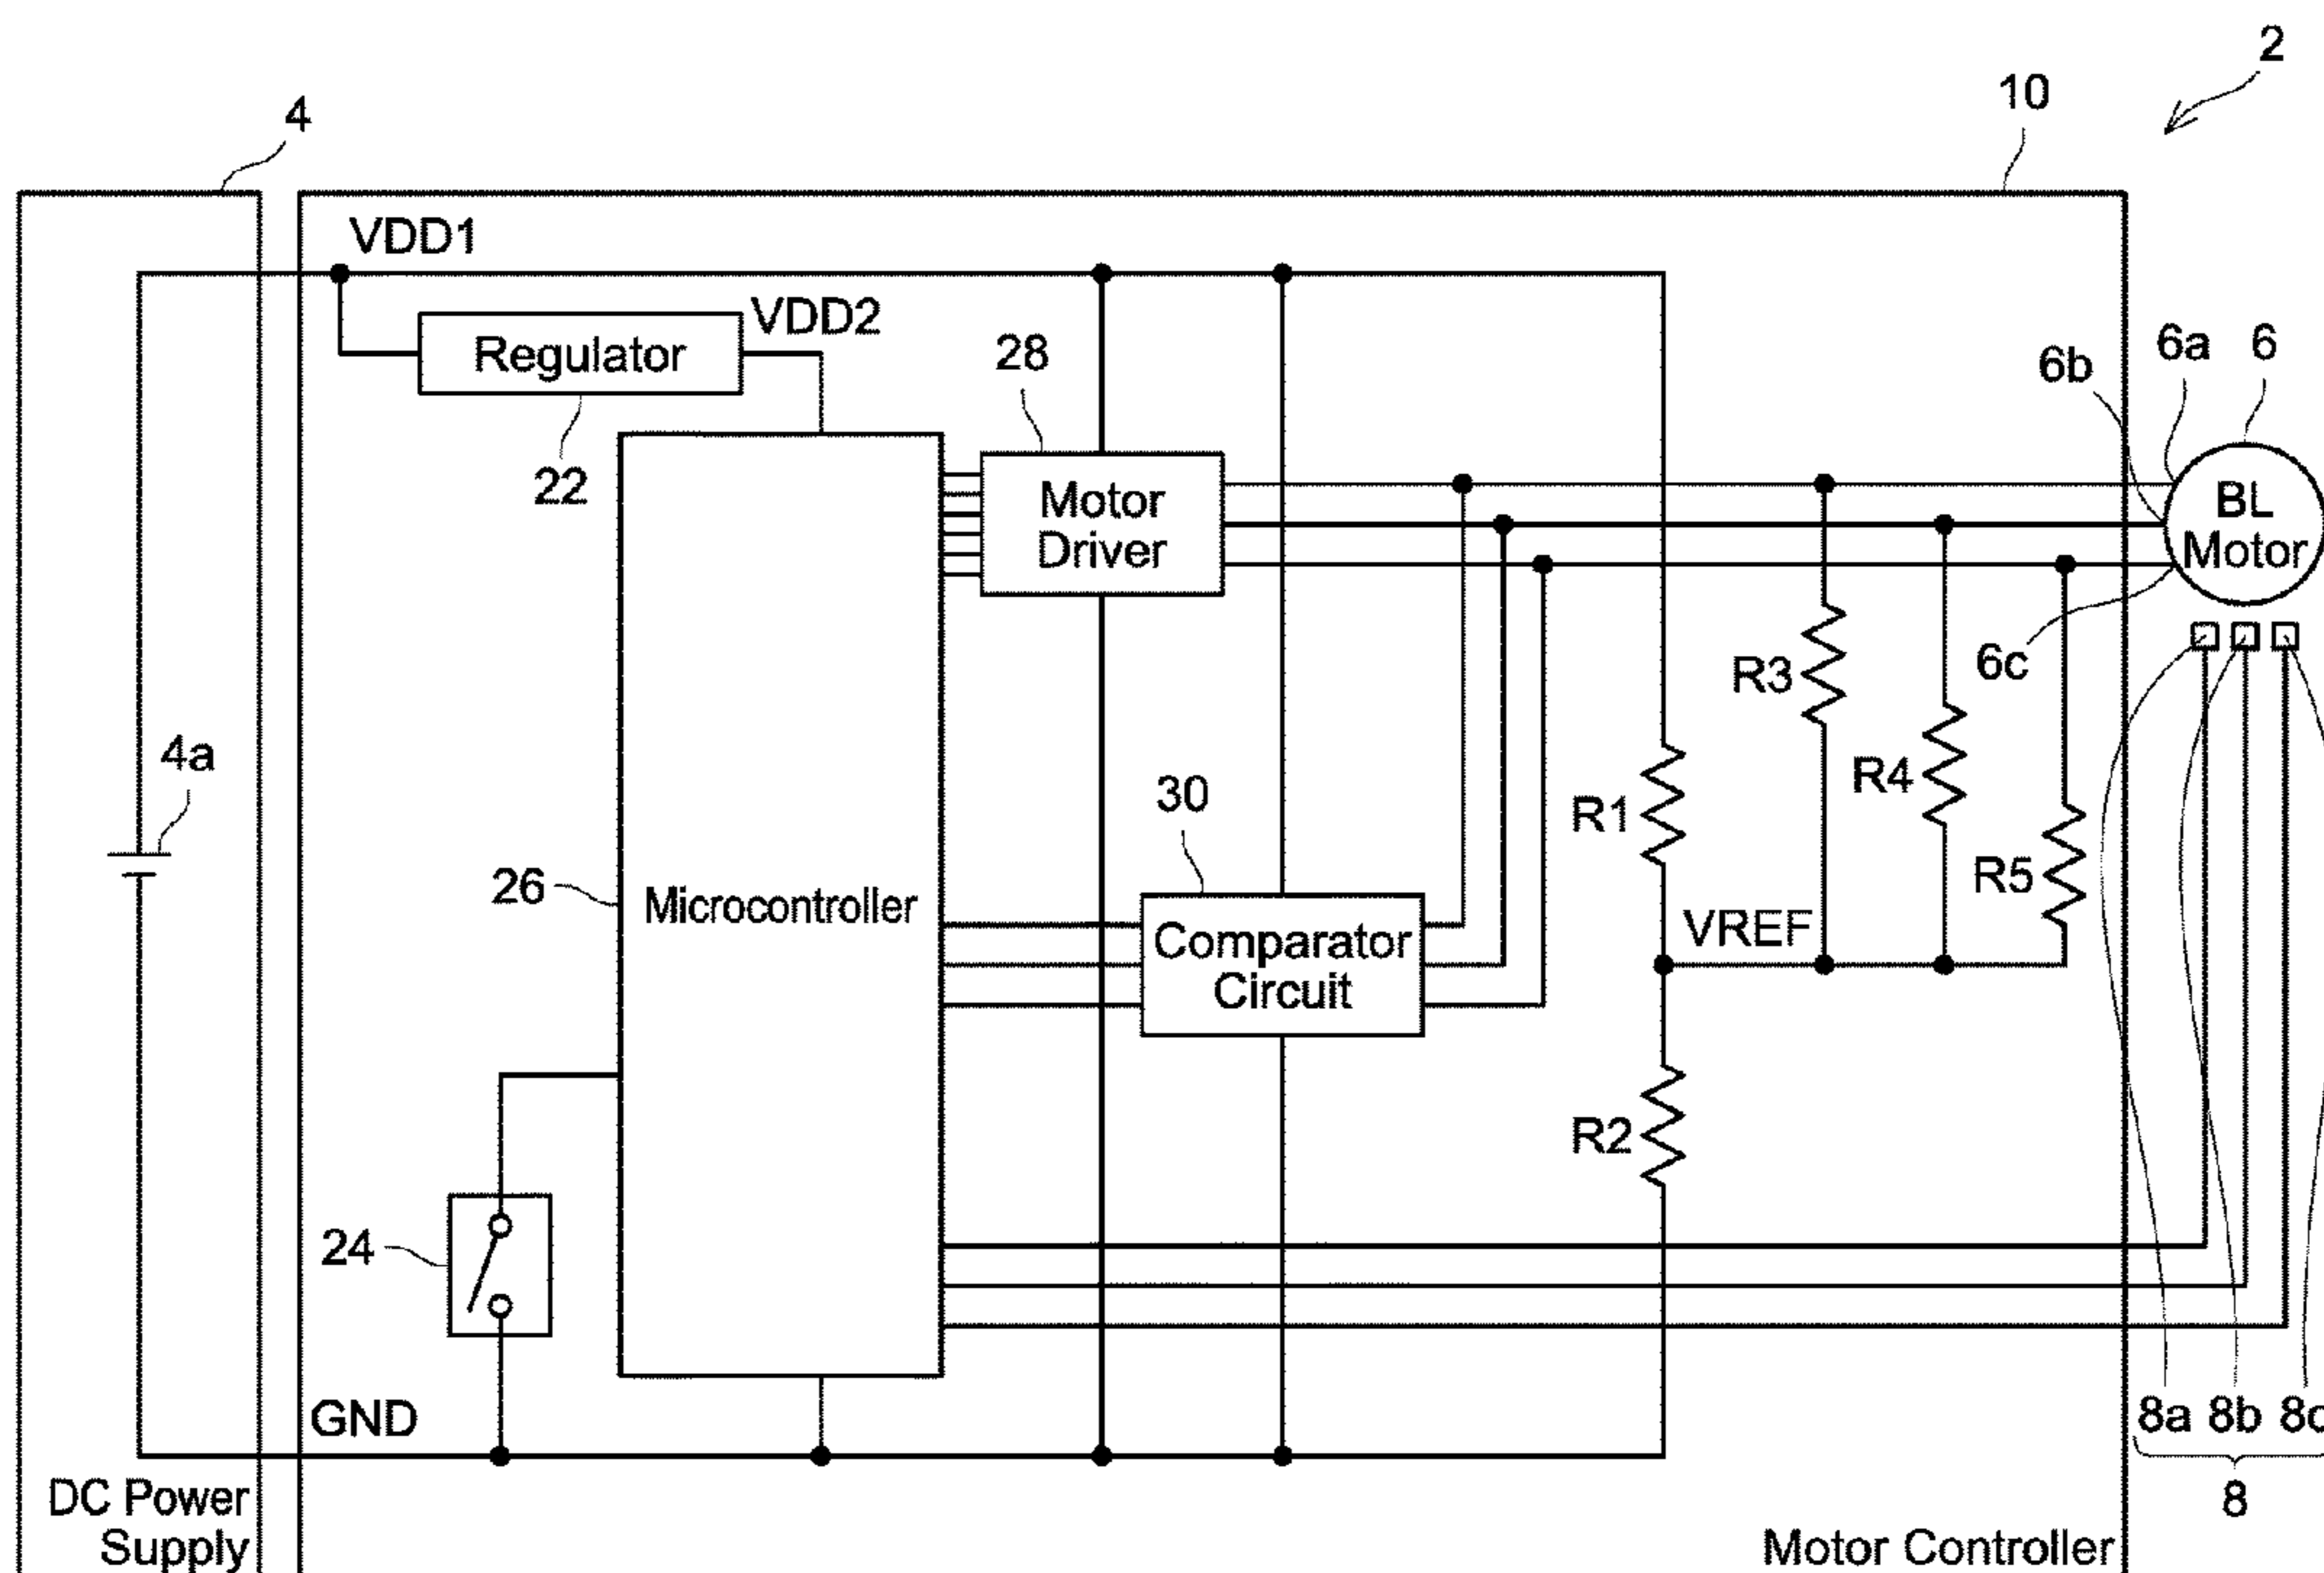 2
10
4
VDD1
VDD2
Regulator
22
28
Motor
Driver
6b
6a
6
BL
Motor
6c
R3
R4
R5
R1
4a
30
26
Microcontroller
Comparator
Circuit
VREF
R2
24
GND
8a 8b
8
DC Power
Supply
Motor Controller